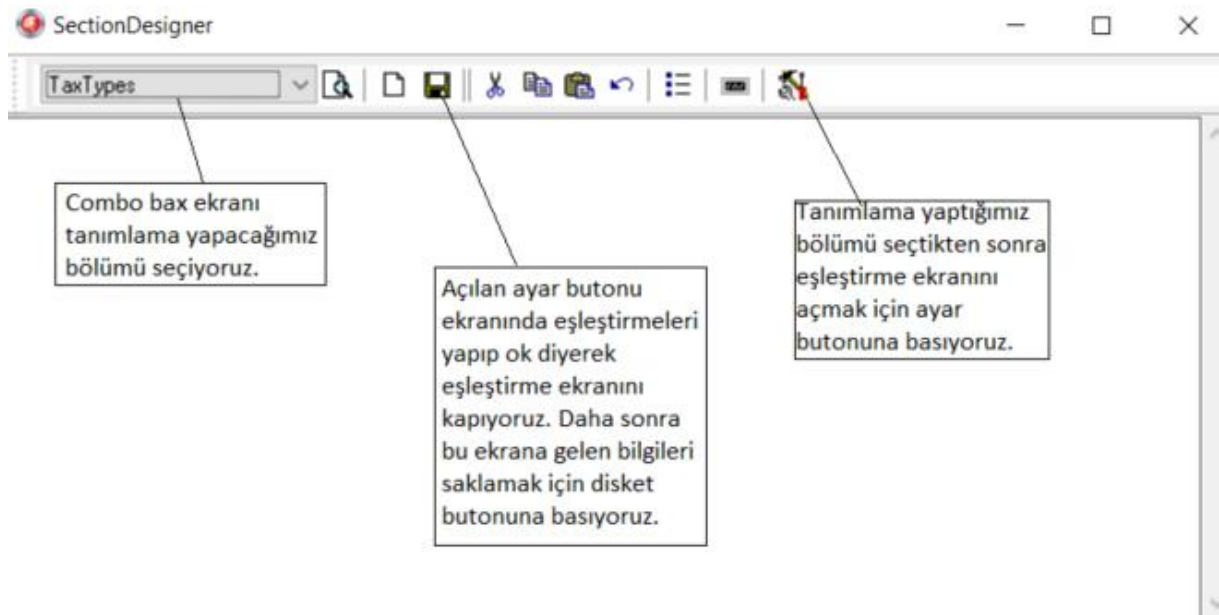 SectionDesigner
TaxTypes
Combo bax ekranı
tanımlama yapacağımız
bölümü seçiyoruz.
Açılan ayar butonu
ekranında eşleştirmeleri
yapıp ok diyerek
eşleştirme ekranını
kapıyoruz. Daha sonra
bu ekrana gelen bilgileri
saklamak için disket
butonuna basıyoruz.
Tanımlama yaptığımız
bölümü seçtikten sonra
eşleştirme ekranını
açmak için ayar
butonuna basıyoruz.